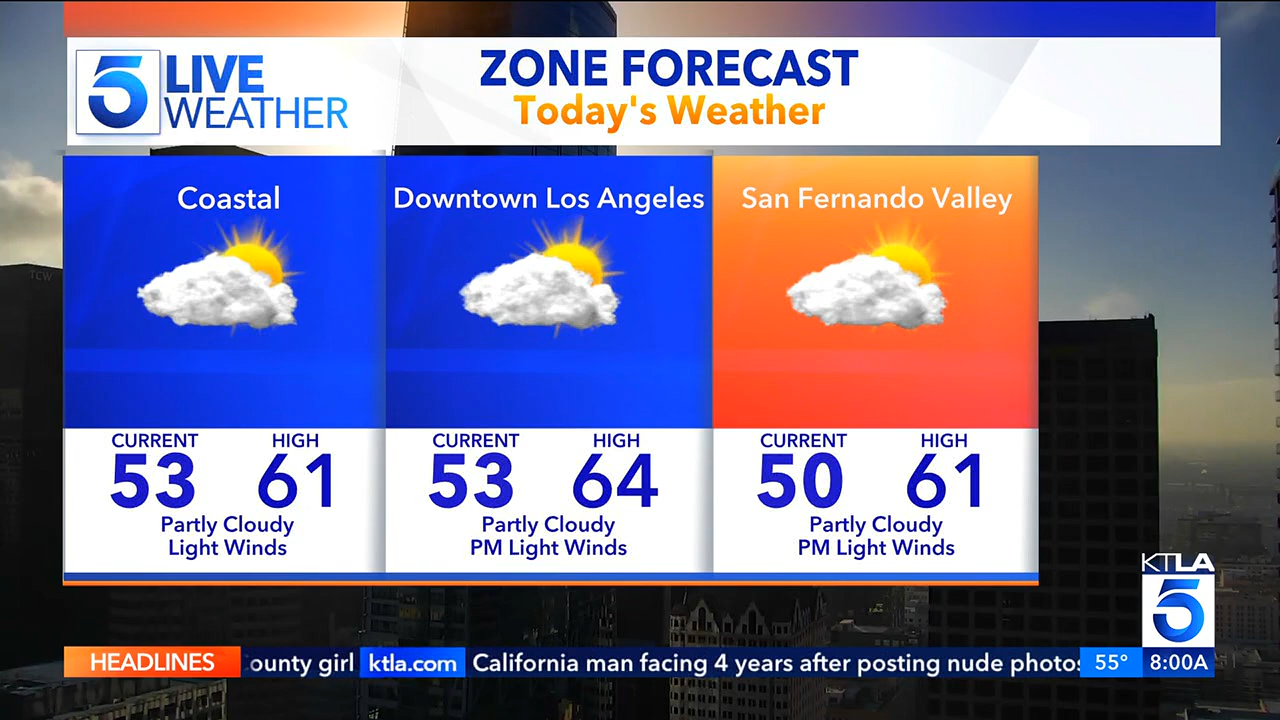 5 LIVE
WEATHER
ZONE FORECAST
Today's Weather
Coastal
Downtown Los Angeles
San Fernando Valley
TCW
CURRENT HIGH
53 61
Partly Cloudy
Light Winds
CURRENT HIGH
53 64
Partly Cloudy
PM Light Winds
CURRENT HIGH
50 61
Partly Cloudy
PM Light Winds
KTLA
5
HEADLINES ounty girl ktla.com California man facing 4 years after posting nude photos 55° 8:00A